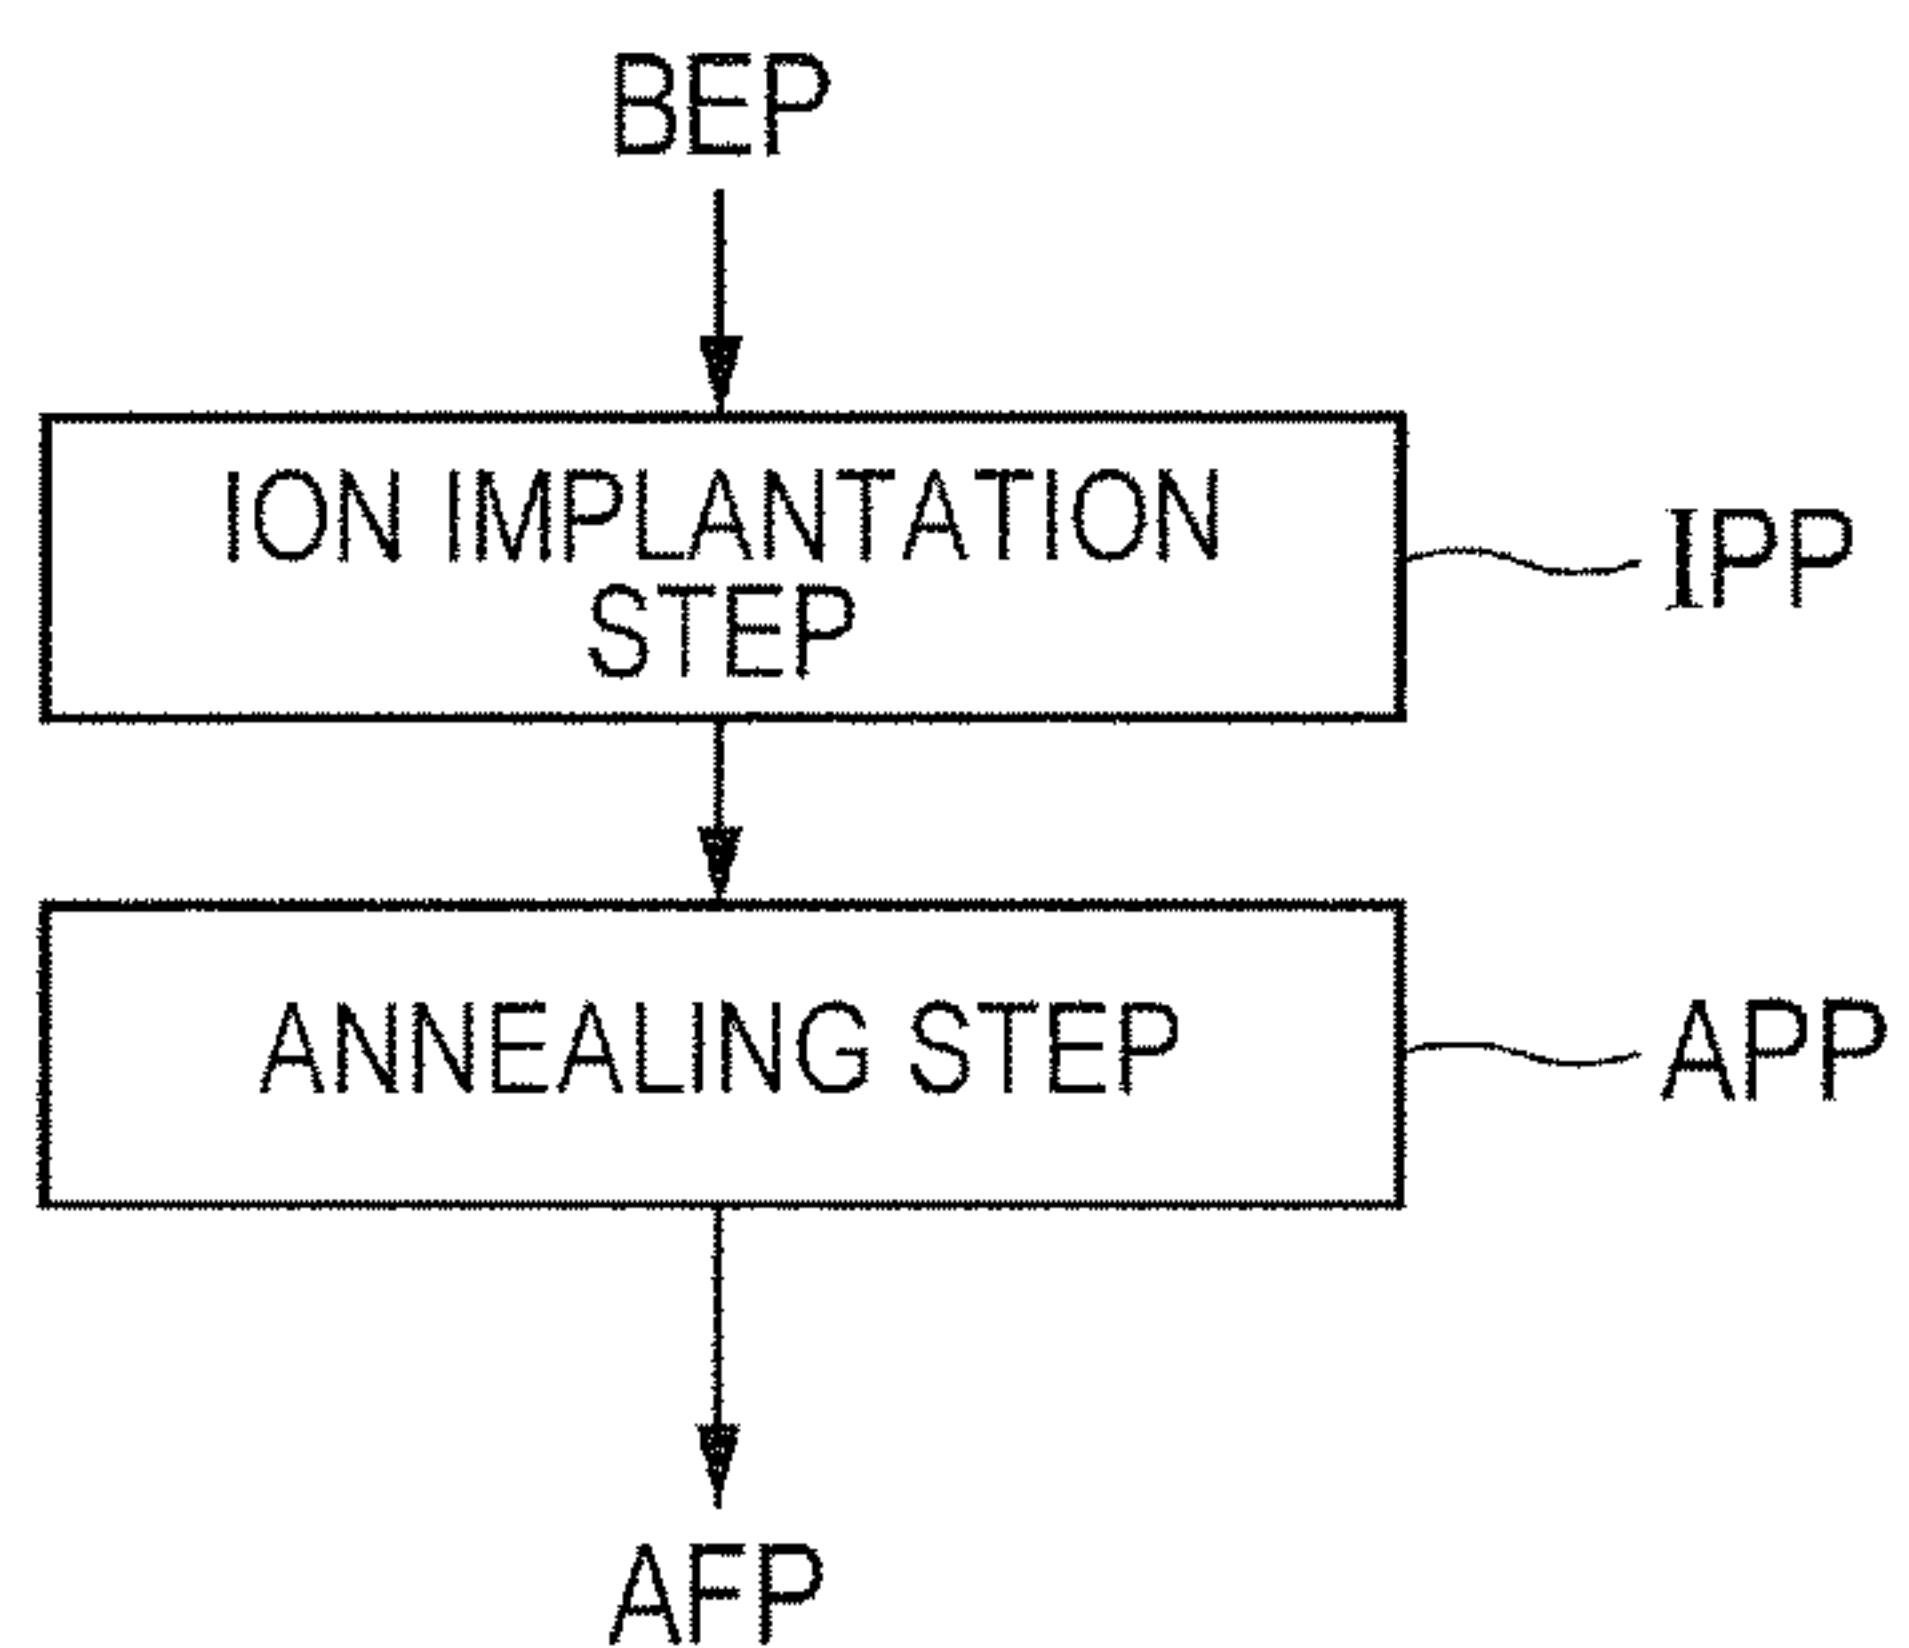 BEP
ION IMPLANTATION
STEP
IPP
ANNEALING STEP
APP
AFP